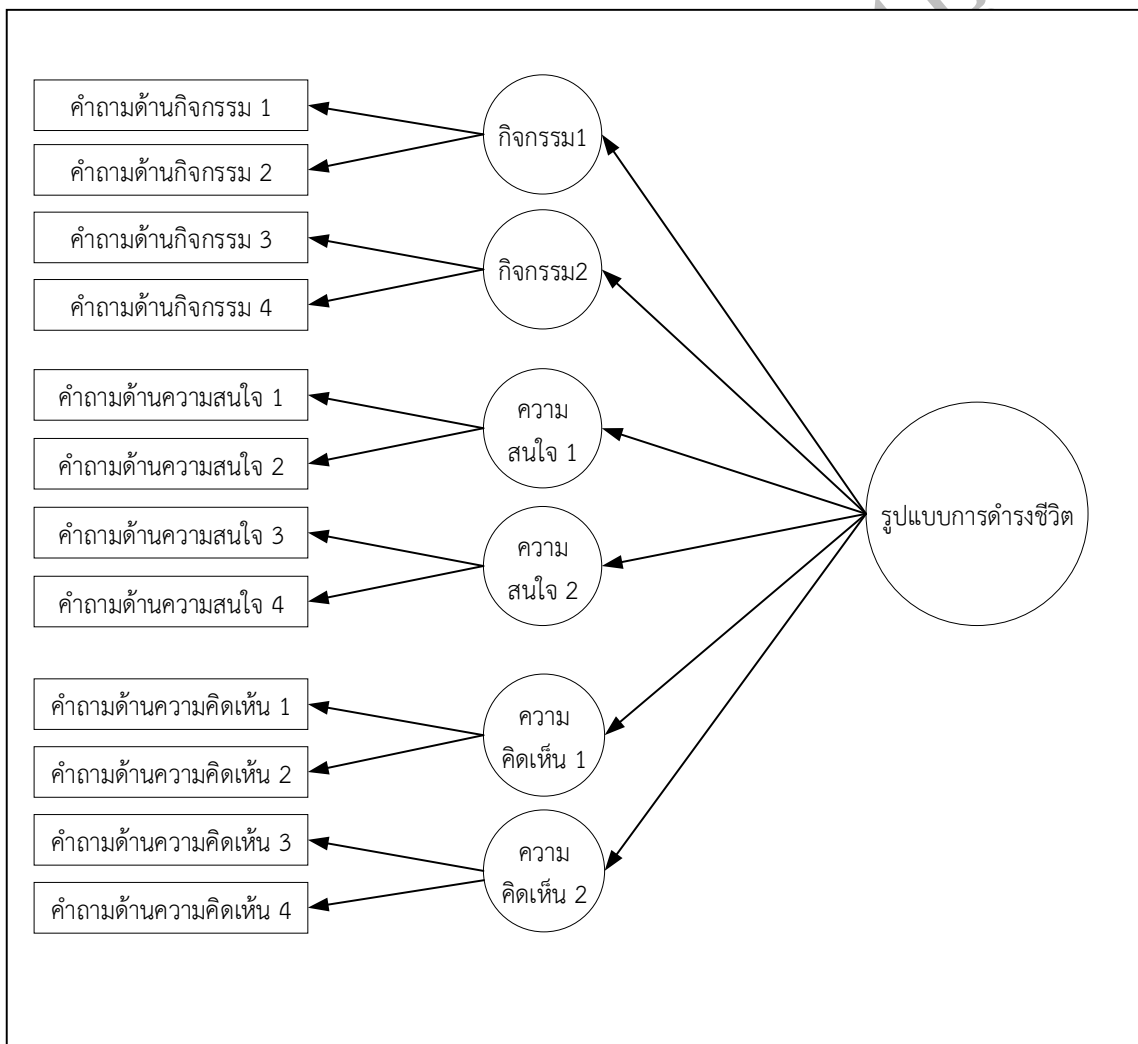 คำถามด้านกิจกรรม 1
คำถามด้านกิจกรรม 2
คำถามด้านกิจกรรม 3
คำถามด้านกิจกรรม 4
คำถามด้านความสนใจ 1
คำถามด้านความสนใจ 2
คำถามด้านความสนใจ 3
คำถามด้านความสนใจ 4
คำถามด้านความคิดเห้น 1
คำถามด้านความคิดเห้น 2
คำถามด้านความคิดเห้น 3
คำถามด้านความคิดเห้น 4
กิจกรรม1
กิจกรรม2
ความ
สนใจ 1
ความ
สนใจ 2
ความ
คิดเห็น 1
ความ
คิดเห็น 2
รูปแบบการดำรงชีวิต